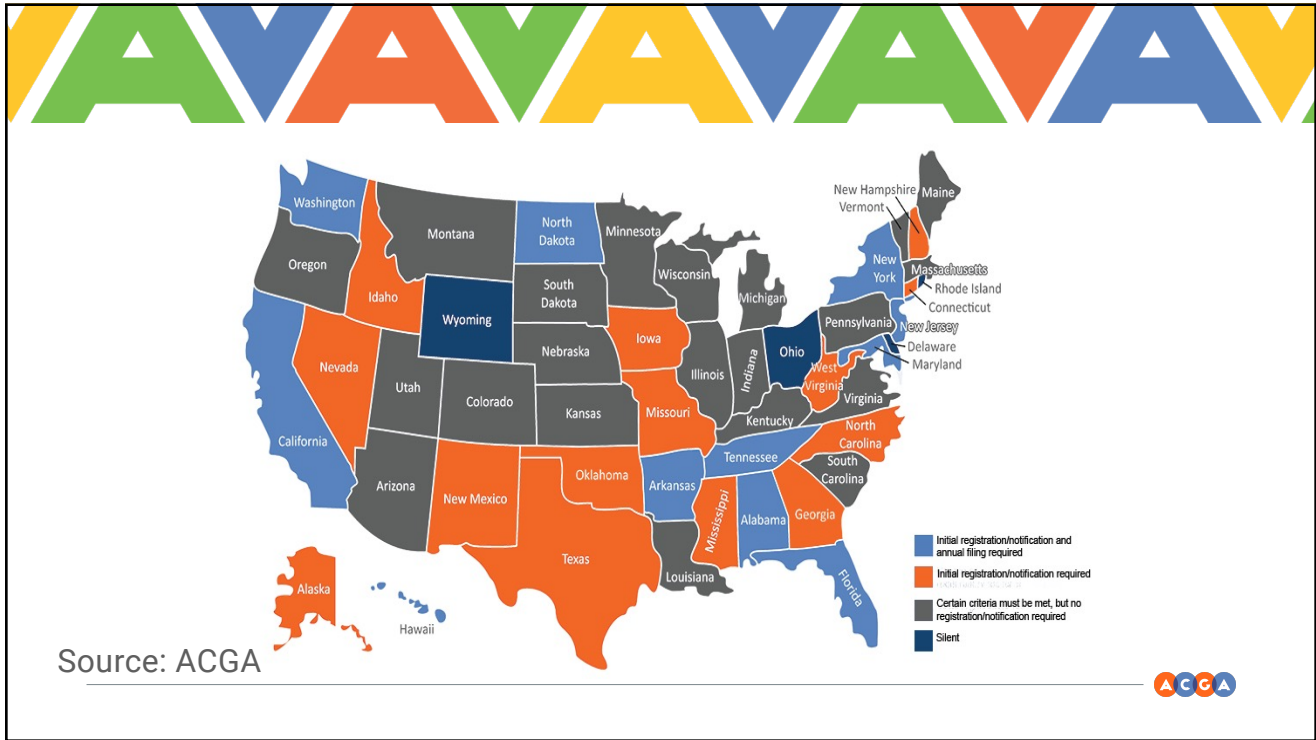 New Hampshire
Vermont
Maine
Washington
Montana
North
Dakota
Minnesota
Oregon
Idaho
Wyoming
South
Dakota
Wisconsin
Michigan
New
York
Massachusetts
Rhode Island
Connecticut
Pennsylvania
New Jersey
Delaware
Maryland
Nevada
Utah
Colorado
Nebraska
Iowa
Illinois
Indiana
Ohio
West
Virginia
Virginia
California
Kansas
Missouri
Kentucky
North
Carolina
Tennessee
South
Carolina
Arizona
New Mexico
Oklahoma
Arkansas
Mississippi
Alabama
Georgia
Texas
Louisiana
Florida
Alaska
Hawaii
Initial registration/notification and
annual filing required
Initial registration/notification required
Certain criteria must be met, but no
registration/notification required
Silent
Source: ACGA
ACGA